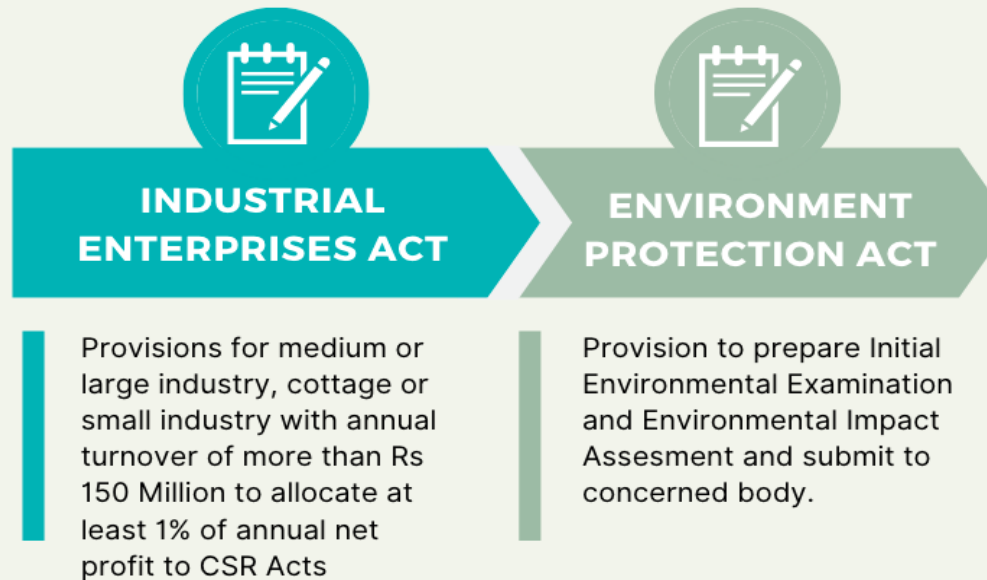 INDUSTRIAL
ENTERPRISES ACT
Provisions for medium or
large industry, cottage or
small industry with annual
turnover of more than Rs
150 Million to allocate at
least 1% of annual net
profit to CSR Acts
ENVIRONMENT
PROTECTION ACT
Provision to prepare Initial
Environmental Examination
and Environmental Impact
Assesment and submit to
concerned body.